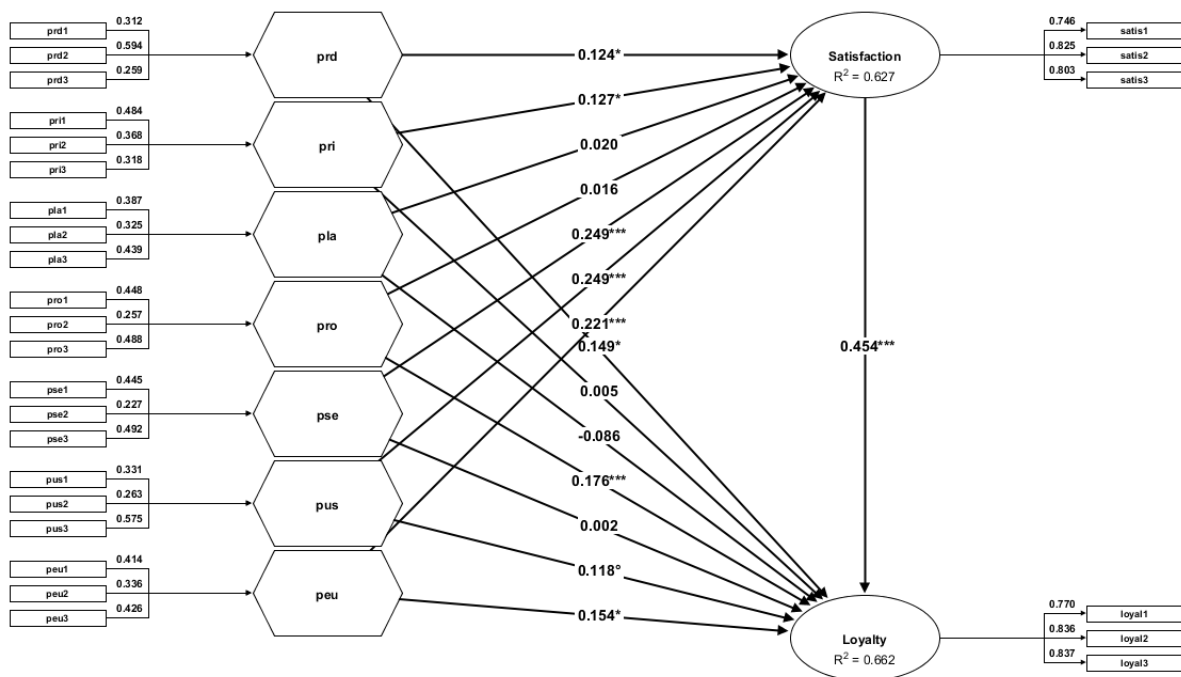 0.312
prd1
0.594
prd2
0.259
prd3
prd
0.124*
Satisfaction
R² = 0.627
0.746
satis1
0.825
satis2
0.803
satis3
0.484
pri1
0.368
pri2
0.318
pri3
pri
0.127*
0.020
0.387
pla1
0.325
pla2
0.439
pla3
pla
0.016
0.249***
0.249***
0.448
pro1
0.257
pro2
0.488
pro3
pro
0.221***
0.149*
0.454***
0.445
pse1
0.227
pse2
0.492
pse3
pse
0.005
-0.086
0.331
pus1
0.263
pus2
0.575
pus3
pus
0.176***
0.002
0.118°
0.414
peu1
0.336
peu2
0.426
peu3
peu
0.154*
Loyalty
R² = 0.662
0.770
loyal1
0.836
loyal2
0.837
loyal3